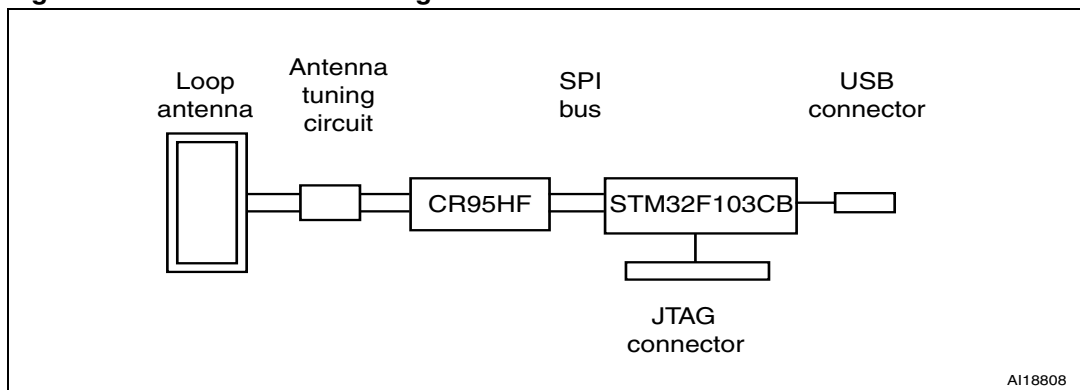 Loop
antenna
Antenna
tuning
circuit
SPI
bus
USB
connector
CR95HF
STM32F103CB
JTAG
connector
AI18808